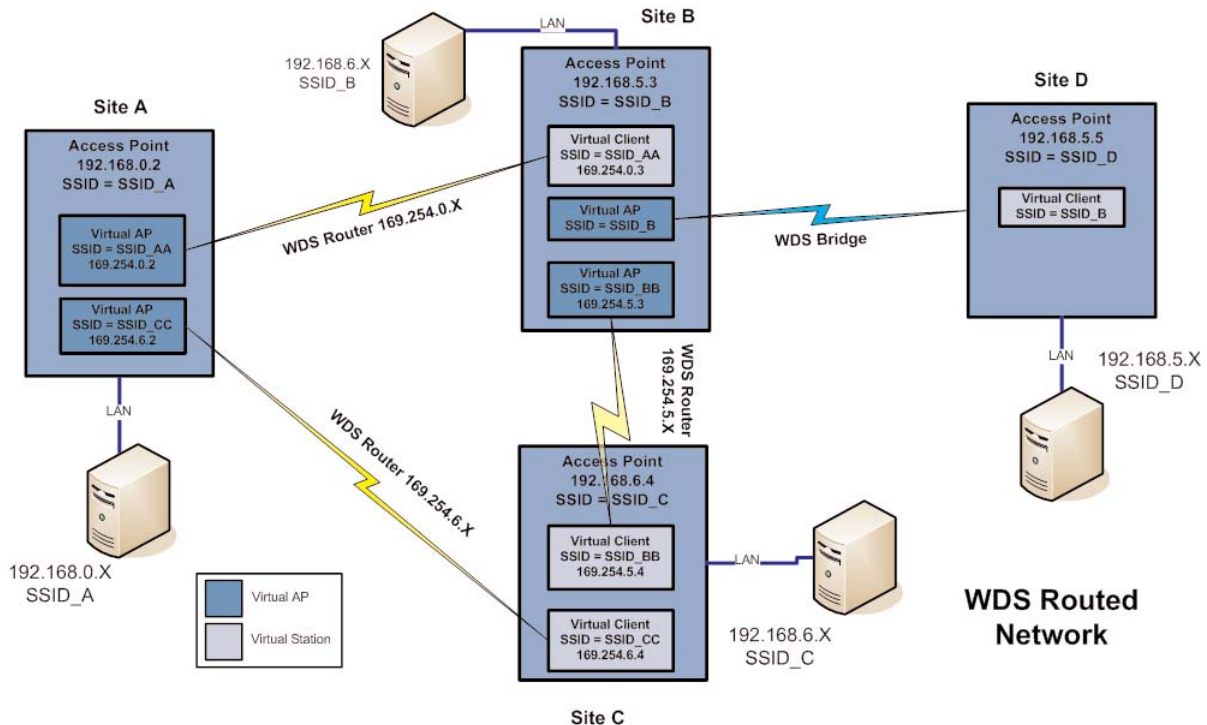 Site A
Access Point
192.168.0.2
SSID = SSID_A
Virtual AP
SSID = SSID_AA
169.254.0.2
Virtual AP
SSID = SSID_CC
169.254.6.2
LAN
192.168.0.X
SSID_A
192.168.6.X
SSID_B
LAN
Site B
Access Point
192.168.5.3
SSID = SSID_B
Virtual Client
SSID = SSID_AA
169.254.0.3
Virtual AP
SSID = SSID_B
Virtual AP
SSID = SSID_BB
169.254.5.3
WDS Router 169.254.0.X
WDS Bridge
Site D
Access Point
192.168.5.5
SSID = SSID_D
Virtual Client
SSID = SSID_B
LAN
192.168.5.X
SSID_D
WDS Router
169.254.5.X
WDS Router 169.254.6.X
Access Point
192.168.6.4
SSID = SSID_C
Virtual Client
SSID = SSID_BB
169.254.5.4
Virtual Client
SSID = SSID_CC
169.254.6.4
Site C
LAN
192.168.6.X
SSID_C
Virtual AP
Virtual Station
WDS Routed
Network